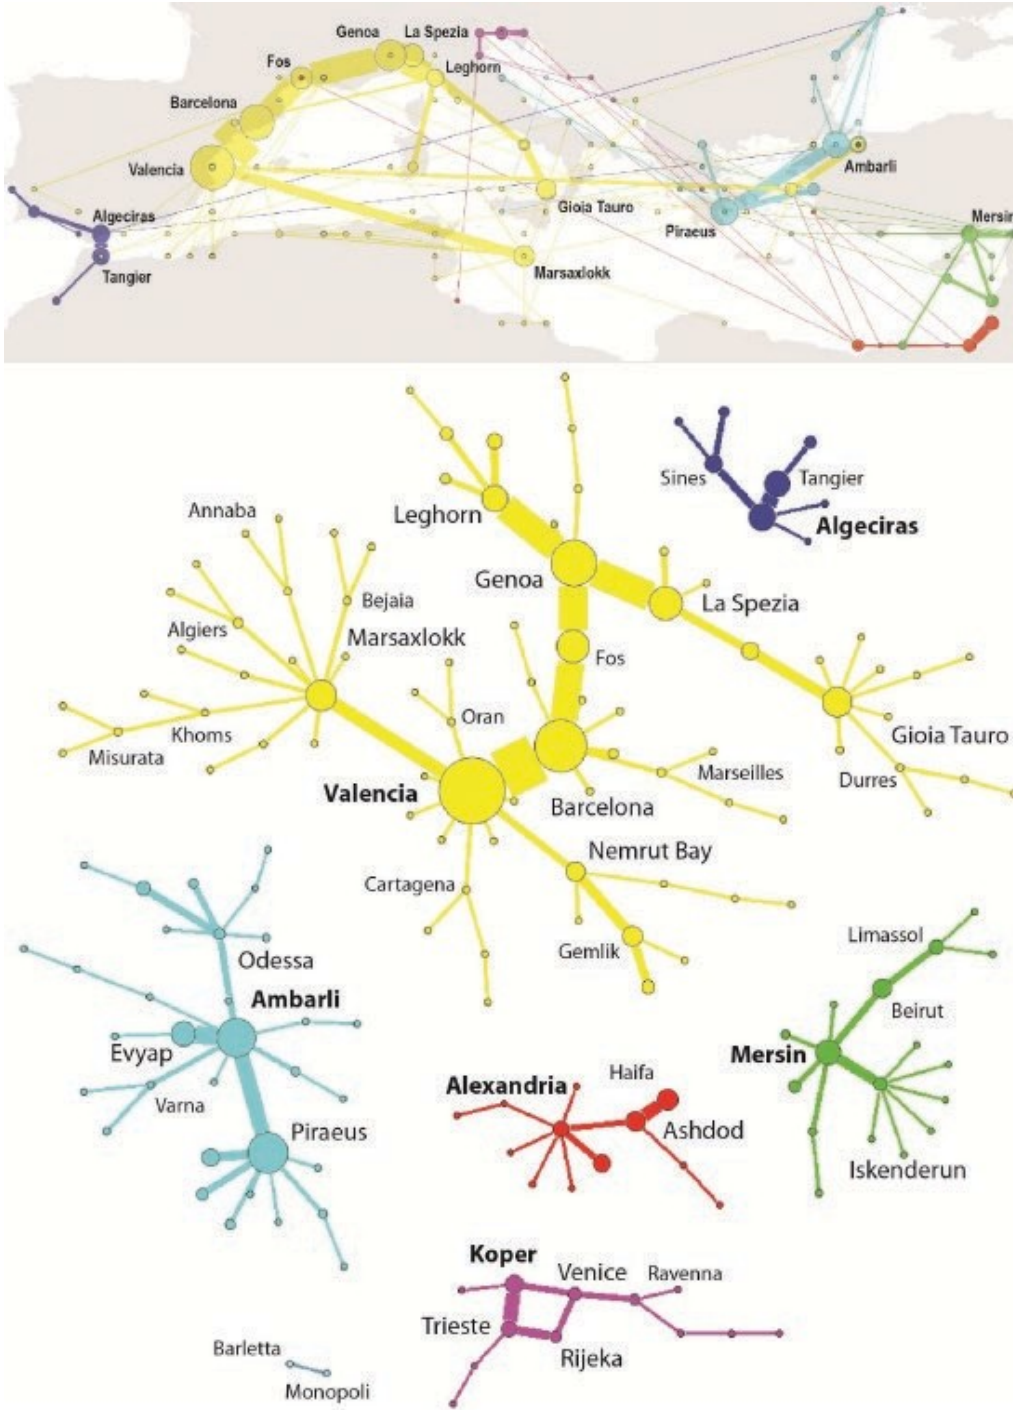 Genoa
La Spezia
Fos
Leghorn
Barcelona
Valencia
Ambarli
Algeciras
Gioia Tauro
Piraeus
Mersin
Tangier
Marsaxlokk
Sines
Tangier
Algeciras
Leghorn
Annaba
Genoa
Bejaia
La Spezia
Algiers
Marsaxlokk
Fos
Oran
Khoms
Gioia Tauro
Misurata
Marseilles
Durres
Valencia
Barcelona
Nemrut Bay
Cartagena
Gemlik
Limassol
Odessa
Ambarli
Beirut
Evyap
Mersin
Haifa
Alexandria
Varna
Piraeus
Ashdod
Iskenderun
Koper
Venice
Ravenna
Trieste
Rijeka
Barletta
Monopoli